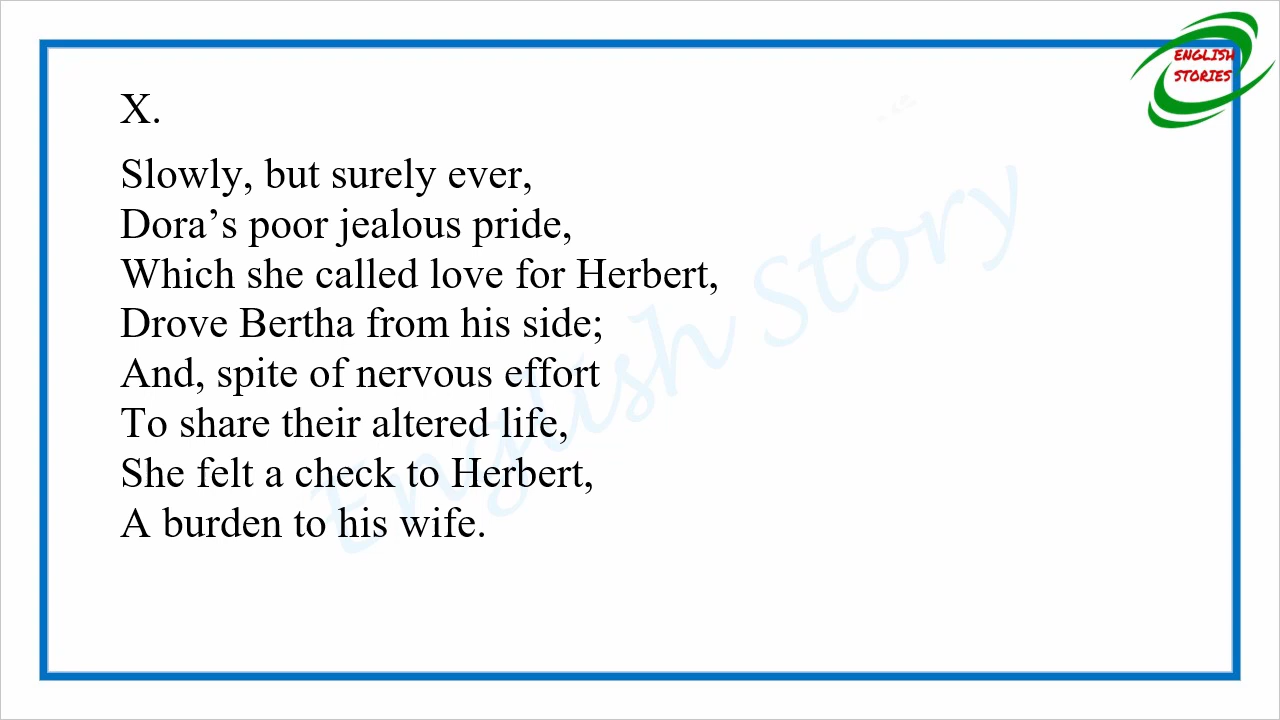 ENGLISH
STORIES
X.
Slowly, but surely ever,
Dora’s poor jealous pride,
Which she called love for Herbert,
Drove Bertha from his side;
And, spite of nervous effort
To share their altered life,
She felt a check to Herbert,
A burden to his wife.
English Story